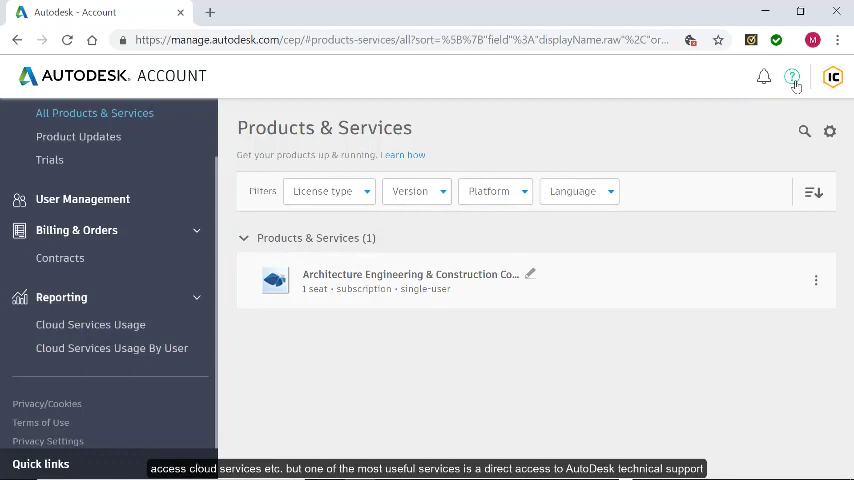 Autodesk - Account
https://manage.autodesk.com/cep/#products-services/all?sort=%5B%7B"field"%3A"displayName.raw"%2C"or...
M
AUTODESK. ACCOUNT
?
IC
All Products & Services
Product Updates
Trials
User Management
Billing & Orders
Contracts
Reporting
Cloud Services Usage
Cloud Services Usage By User
Privacy/Cookies
Terms of Use
Privacy Settings
Quick links
Products & Services
Get your products up & running. Learn how
Filters License type Version Platform Language
Products & Services (1)
Architecture Engineering & Construction Co...
1 seat • subscription • single-user
access cloud services etc. but one of the most useful services is a direct access to AutoDesk technical support